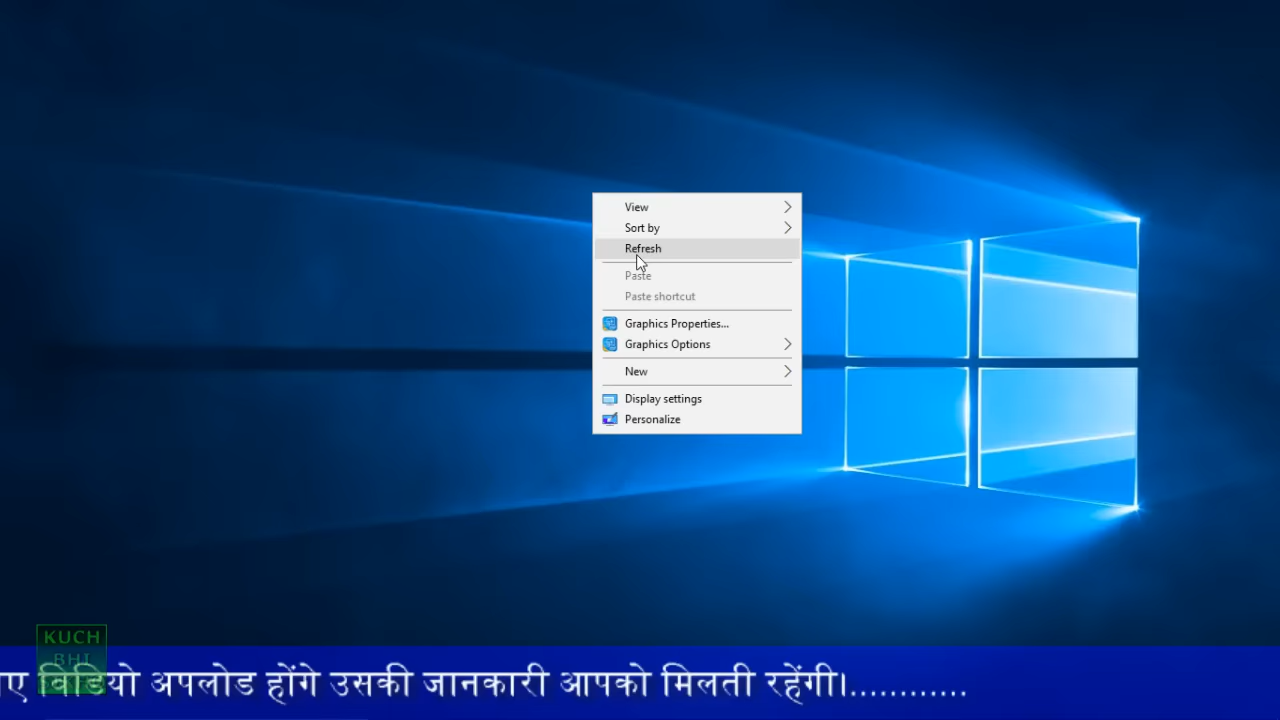 View
Sort by
Refresh
Paste
Paste shortcut
Graphics Properties...
Graphics Options
New
Display settings
Personalize
KUCH
BHI
विडियो अपलोड होंगे उसकी जानकारी आपको मिलती रहेंगी।............